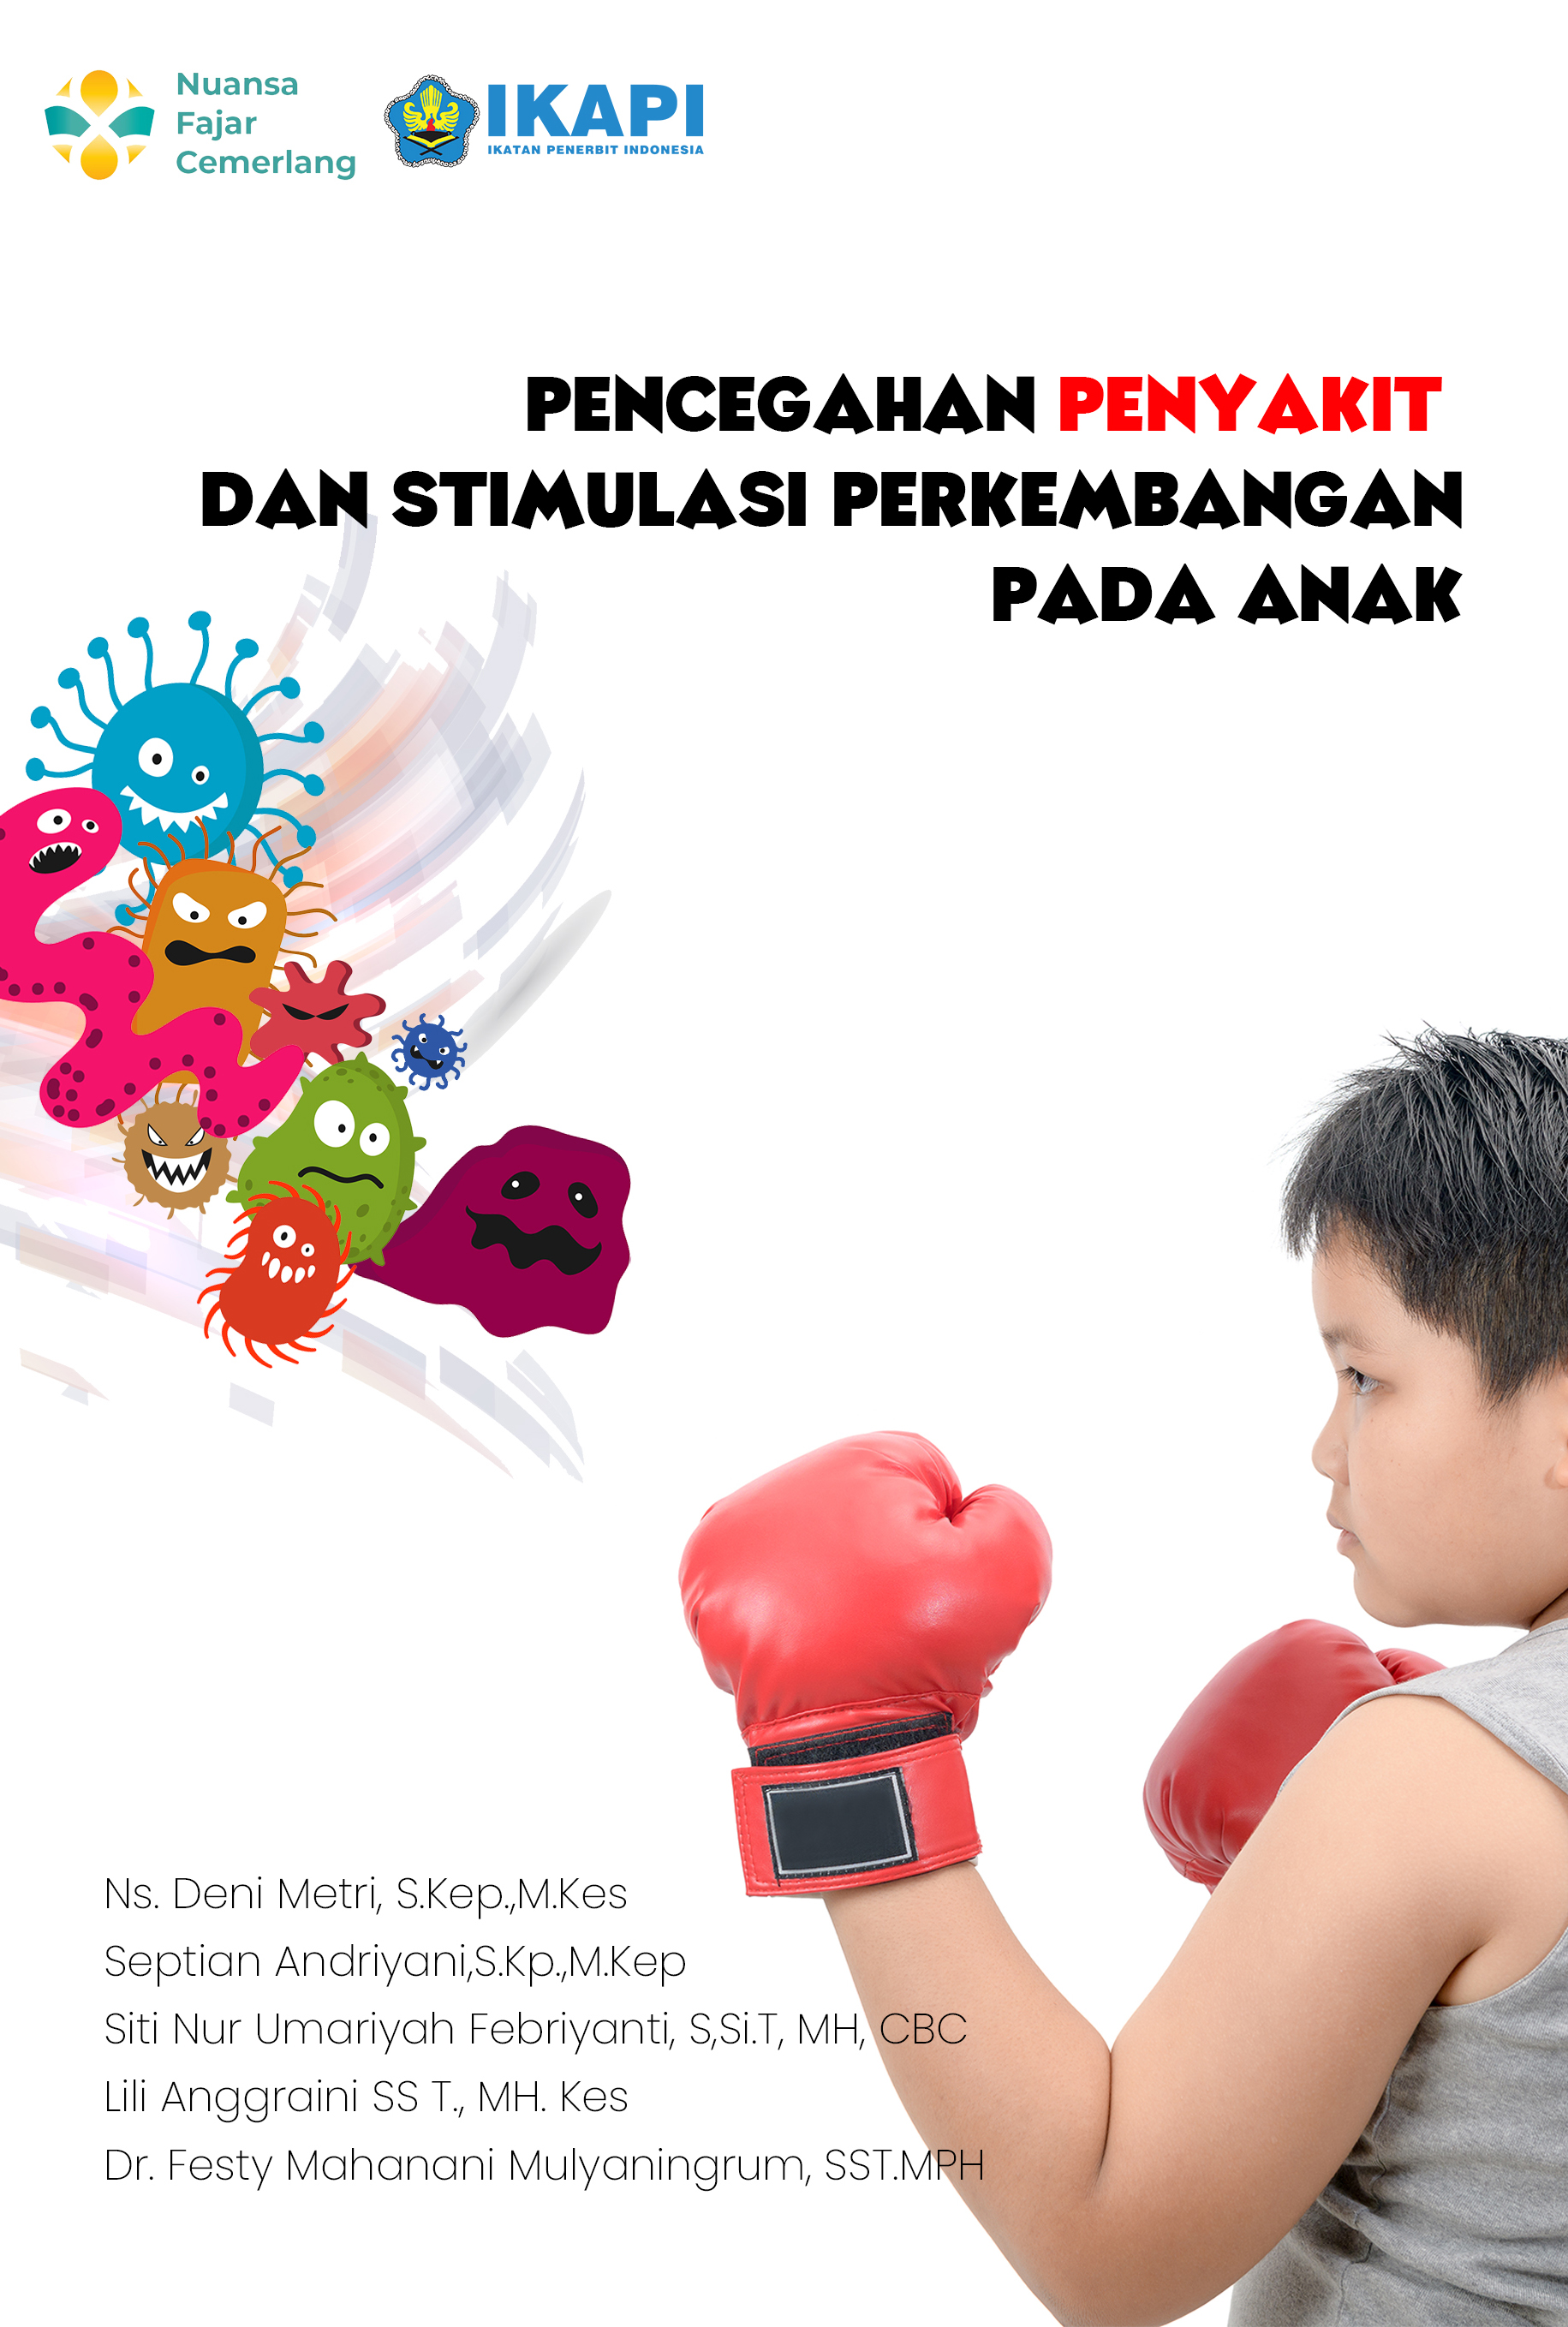 Nuansa
Fajar
Cemerlang
IKAPI
IKATAN PENERBIT INDONESIA
PENCEGAHAN PENYAKIT
DAN STIMULASI PERKEMBANGAN
PADA ANAK
Ns. Deni Metri, S.Kep.,M.Kes
Septian Andriyani,S.Kp.,M.Kep
Siti Nur Umariyah Febriyanti, S,Si.T, MH, CBC
Lili Anggraini SS T., MH. Kes
Dr. Festy Mahanani Mulyaningrum, SST.MPH